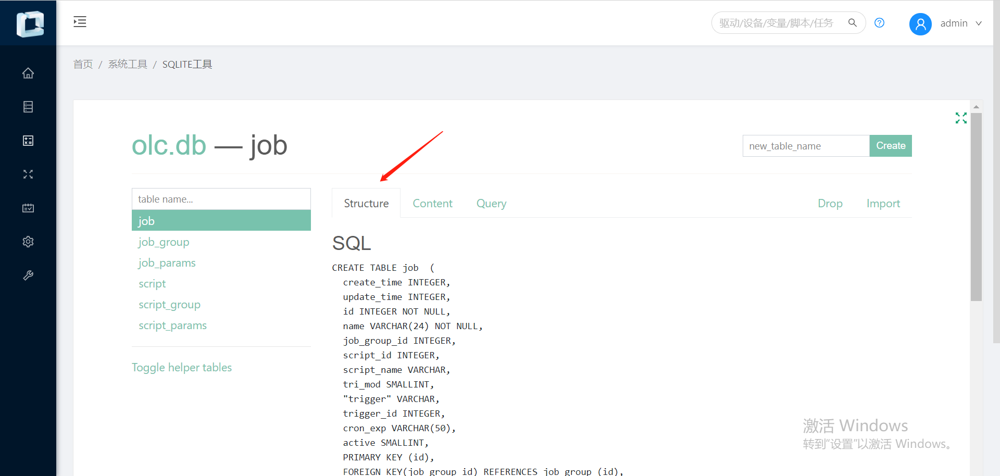 驱动/设备/变量/脚本/任务
admin
首页 / 系统工具 / SQLITE工具
olc.db — job
new_table_name
Create
table name...
job
job_group
job_params
script
script_group
script_params
Toggle helper tables
Structure
Content
Query
Drop
Import
SQL
CREATE TABLE job  (
  create_time INTEGER,
  update_time INTEGER,
  id INTEGER NOT NULL,
  name VARCHAR(24) NOT NULL,
  job_group_id INTEGER,
  script_id INTEGER,
  script_name VARCHAR,
  tri_mod SMALLINT,
  "trigger" VARCHAR,
  trigger_id INTEGER,
  cron_exp VARCHAR(50),
  active SMALLINT,
  PRIMARY KEY (id),
  FOREIGN KEY(job_group_id) REFERENCES job_group (id),
激活 Windows
转到“设置”以激活 Windows。